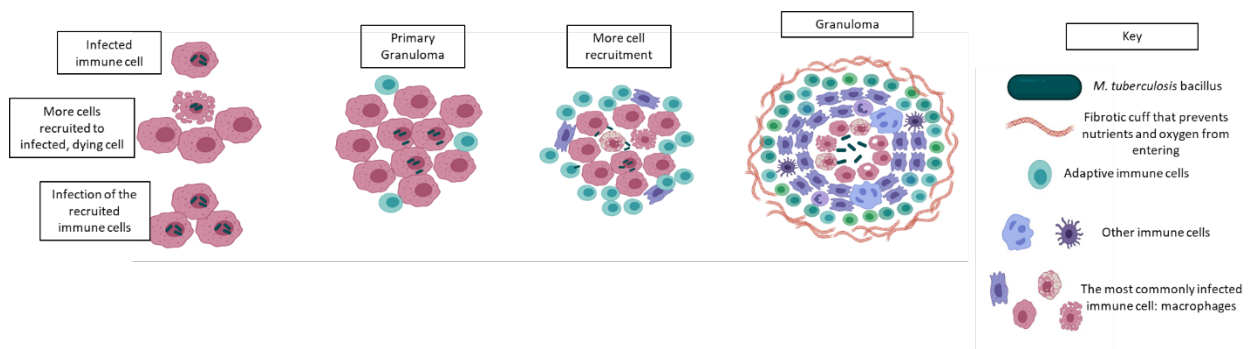 Infected
immune cell
More cells
recruited to
infected, dying cell
Infection of the
recruited
immune cells
Primary
Granuloma
More cell
recruitment
Granuloma
Key
M. tuberculosis bacillus
Fibrotic cuff that prevents
nutrients and oxygen from
entering
Adaptive immune cells
Other immune cells
The most commonly infected
immune cell: macrophages